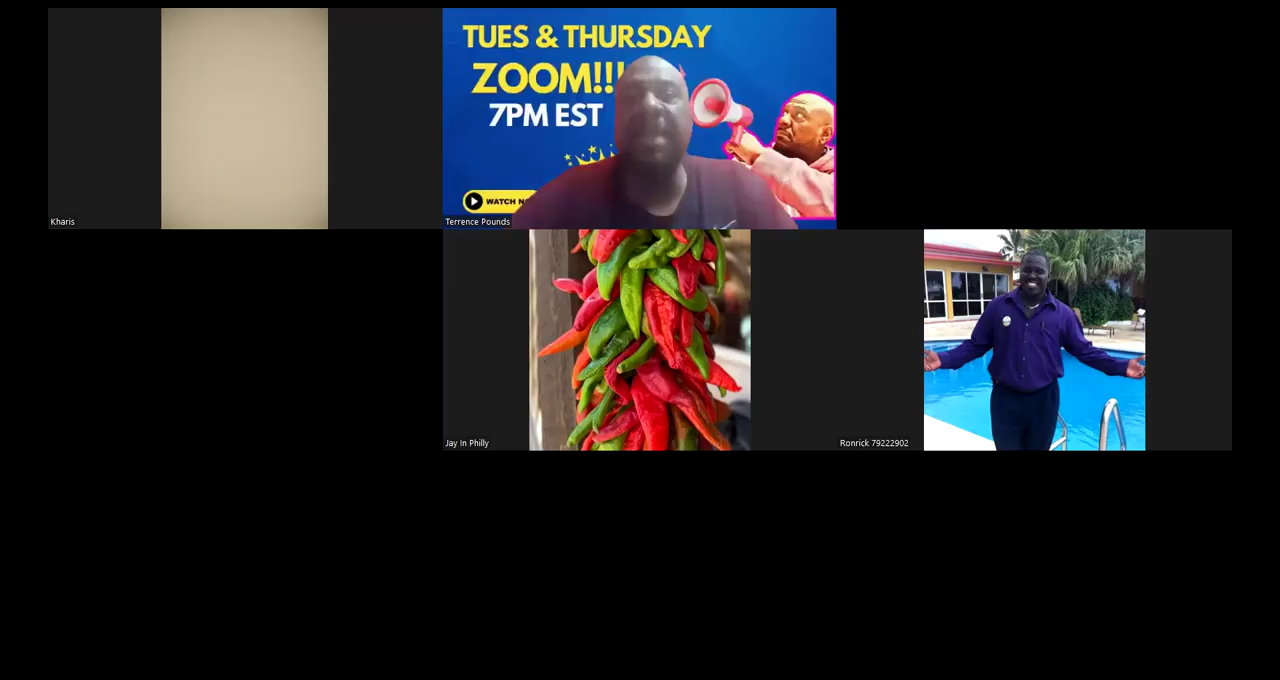 TUES & THURSDAY
ZOOM!!!
7PM EST
WATCH N
Kharis
Terrence Pounds
Jay In Philly
Ronrick 79222902